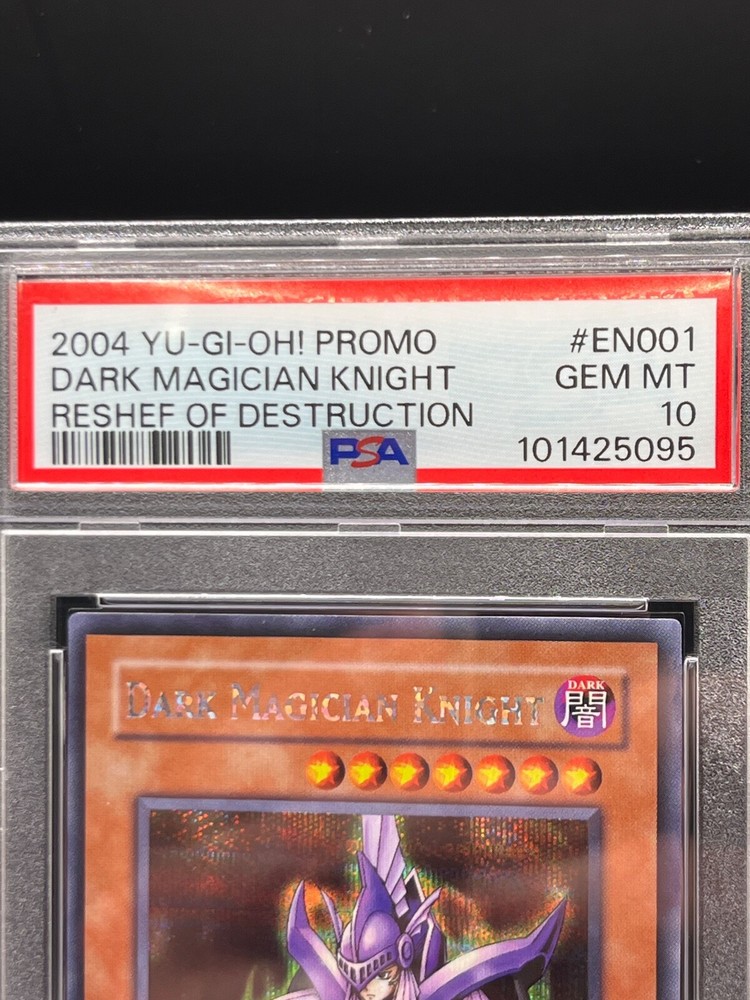 2004 YU-GI-OH! PROMO #EN001
DARK MAGICIAN KNIGHT GEM MT
RESHEF OF DESTRUCTION 10
PSA 101425095
DARK MAGICIAN KNIGHT
DARK
闇